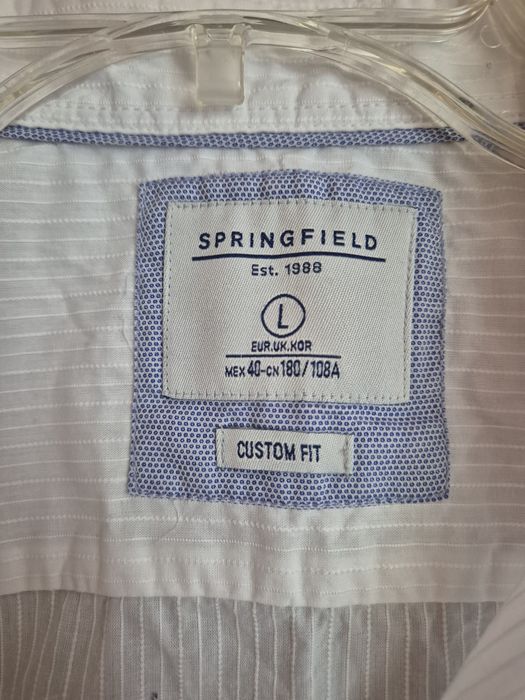 SPRINGFIELD
Est. 1988
L
EUR.UK.KOR
MEX 40-CN 180/108A
CUSTOM FIT